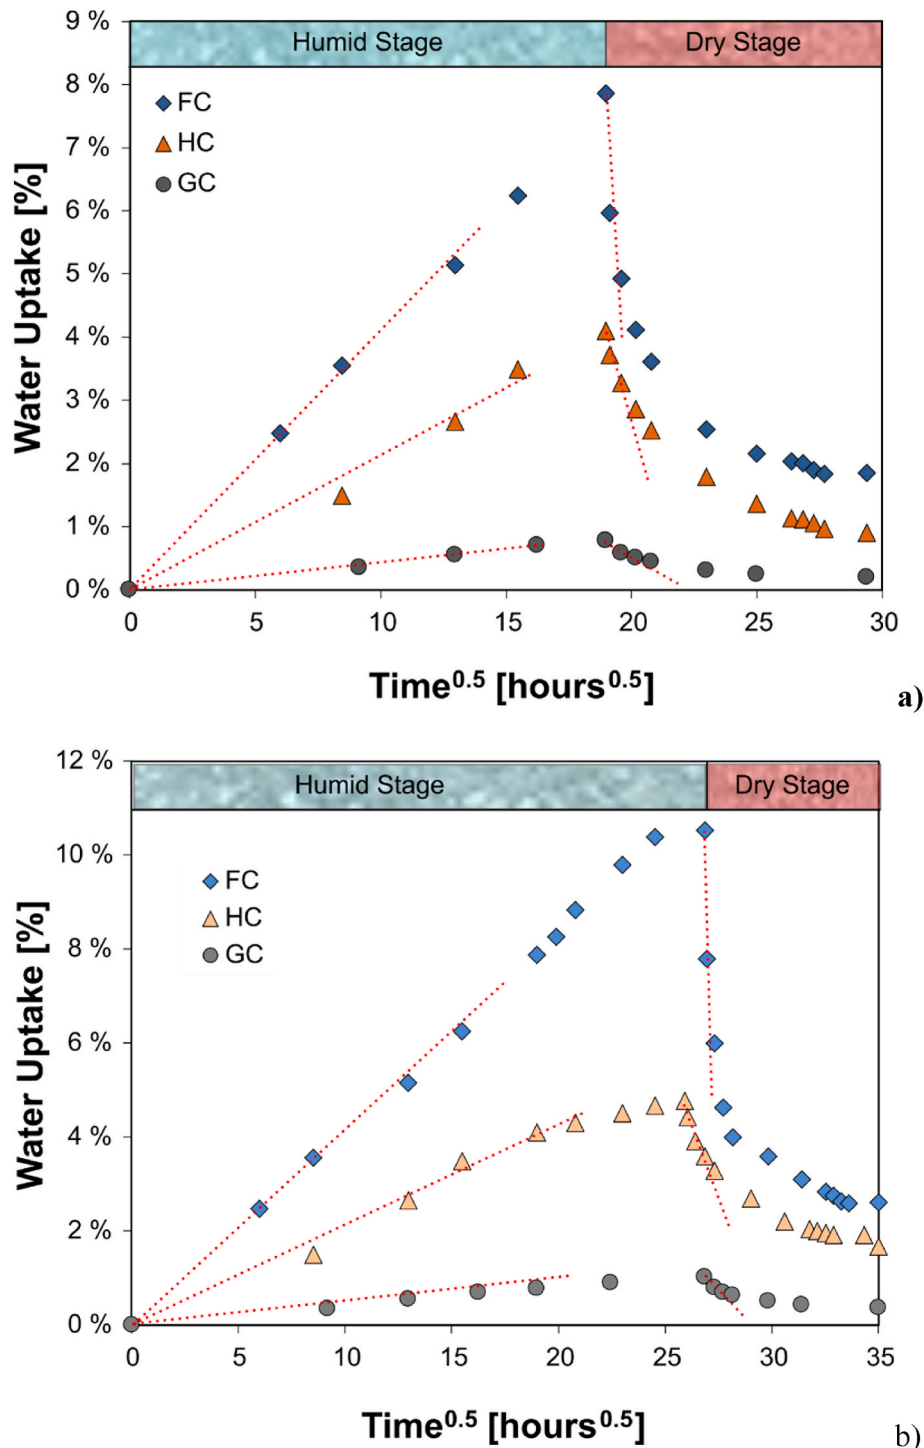 9 %
Humid Stage Dry Stage
8 %
FC
7 %
HC
GC
6 %
5 %
4 %
3 %
2 %
1 %
0 %
Water Uptake [%]
0 5 10 15 20 25 30
Time0.5 [hours0.5]
a)
12 %
Humid Stage Dry Stage
10 %
FC
HC
8 %
GC
6 %
4 %
2 %
0 %
Water Uptake [%]
0 5 10 15 20 25 30 35
Time0.5 [hours0.5]
b)